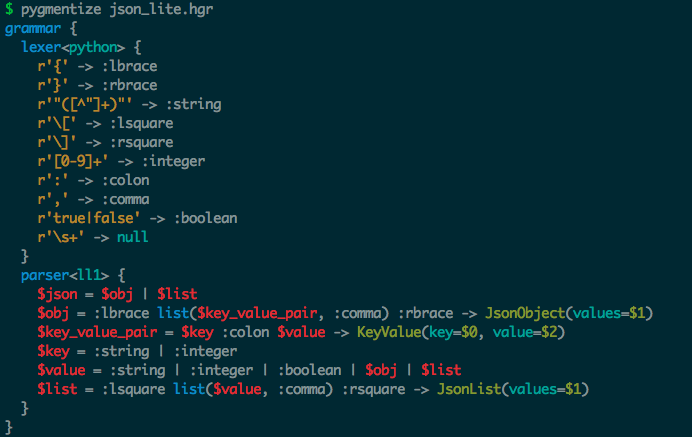 $ pygmentize json_lite.hgr
grammar {
  lexer<python> {
    r'{' -> :lbrace
    r'}' -> :rbrace
    r'"([^"]+)"' -> :string
    r'\[' -> :lsquare
    r'\]' -> :rsquare
    r'[0-9]+' -> :integer
    r':' -> :colon
    r',' -> :comma
    r'true|false' -> :boolean
    r'\s+' -> null
  }
  parser<ll1> {
    $json = $obj | $list
    $obj = :lbrace list($key_value_pair, :comma) :rbrace -> JsonObject(values=$1)
    $key_value_pair = $key :colon $value -> KeyValue(key=$0, value=$2)
    $key = :string | :integer
    $value = :string | :integer | :boolean | $obj | $list
    $list = :lsquare list($value, :comma) :rsquare -> JsonList(values=$1)
  }
}